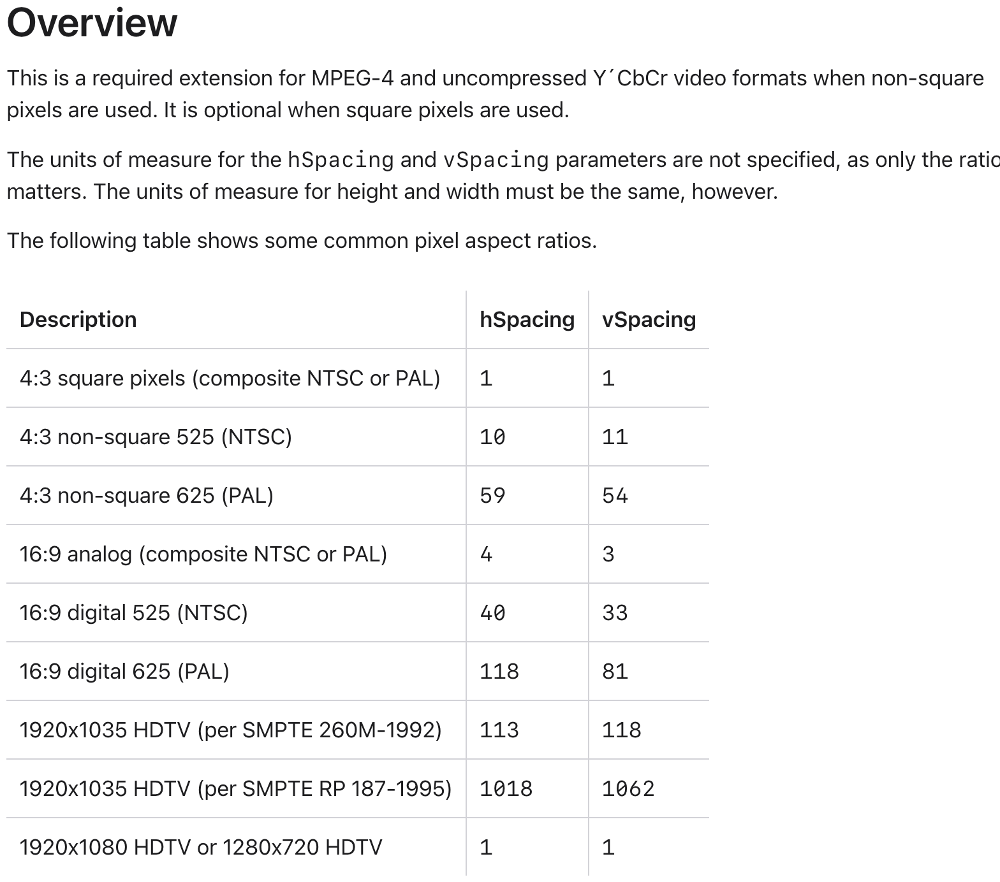 Overview
This is a required extension for MPEG-4 and uncompressed Y´CbCr video formats when non-square
pixels are used. It is optional when square pixels are used.
The units of measure for the hSpacing and vSpacing parameters are not specified, as only the ratio
matters. The units of measure for height and width must be the same, however.
The following table shows some common pixel aspect ratios.
Description hSpacing vSpacing
4:3 square pixels (composite NTSC or PAL) 1 1
4:3 non-square 525 (NTSC) 10 11
4:3 non-square 625 (PAL) 59 54
16:9 analog (composite NTSC or PAL) 4 3
16:9 digital 525 (NTSC) 40 33
16:9 digital 625 (PAL) 118 81
1920x1035 HDTV (per SMPTE 260M-1992) 113 118
1920x1035 HDTV (per SMPTE RP 187-1995) 1018 1062
1920x1080 HDTV or 1280x720 HDTV 1 1